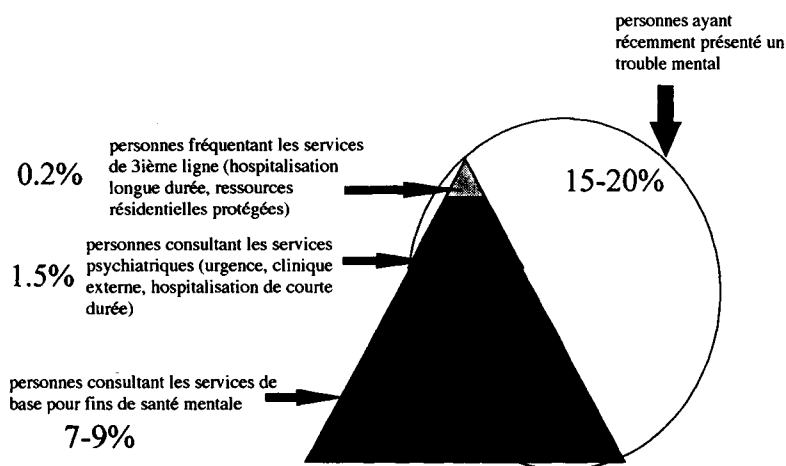 personnes ayant
récemment présenté un
trouble mental
15-20%
0.2%
personnes fréquentant les services
de 3ième ligne (hospitalisation
longue durée, ressources
résidentielles protégées)
1.5%
personnes consultant les services
psychiatriques (urgence, clinique
externe, hospitalisation de courte
durée)
personnes consultant les services de
base pour fins de santé mentale
7-9%